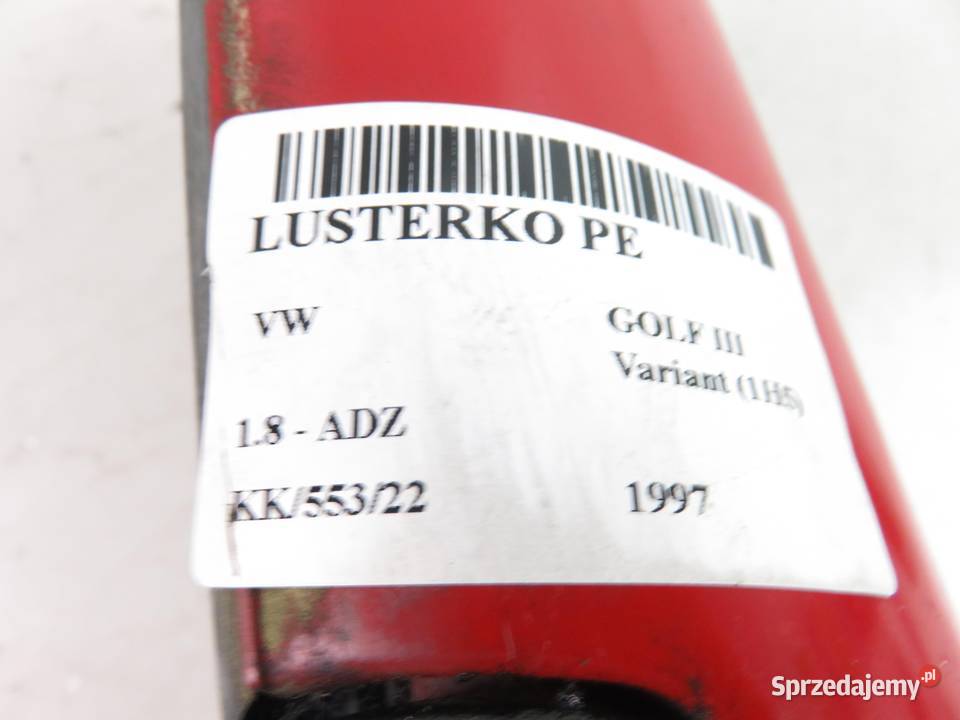 LUSTERKO PE
VW
GOLF III
Variant (1H5)
1.8 - ADZ
KK/553/22
1997
Sprzedajemy.pl